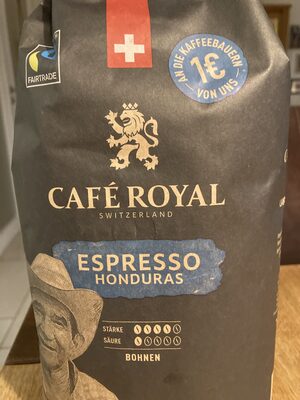 FAIRTRADE
AN DIE KAFFEEBAUERN
1€
VON UNS
CAFÉ ROYAL
SWITZERLAND
ESPRESSO
HONDURAS
STÄRKE
SÄURE
BOHNEN